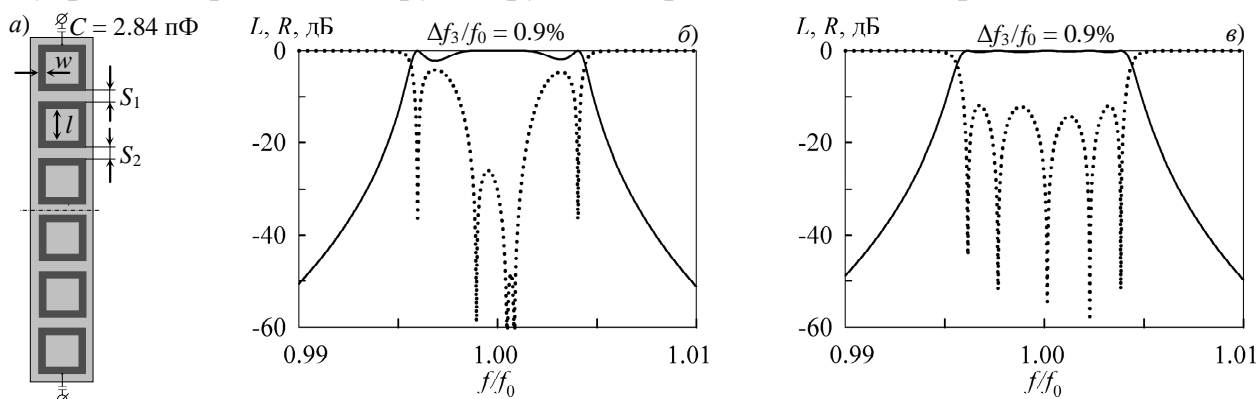 а)
C = 2.84 пФ
w
S1
l
S2
L, R, дБ
Δf3/f0 = 0.9%
б)
0
-20
-40
-60
0.99
1.00
1.01
f/f0
L, R, дБ
Δf3/f0 = 0.9%
в)
0
-20
-40
-60
0.99
1.00
1.01
f/f0